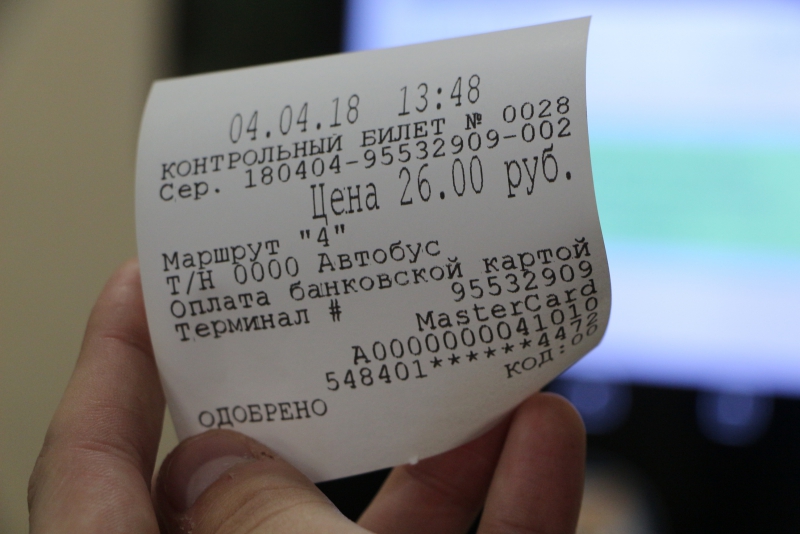 04.04.18 13:48
КОНТРОЛЬНЫЙ БИЛЕТ № 0028
Сер. 180404-95532909-002
Цена 26.00 руб.
Маршрут "4"
Т/Н 0000 Автобус
Оплата банковской картой
Терминал # 95532909
MasterCard
A0000000041010
548401******4472
ОДОБРЕНО КОД:00